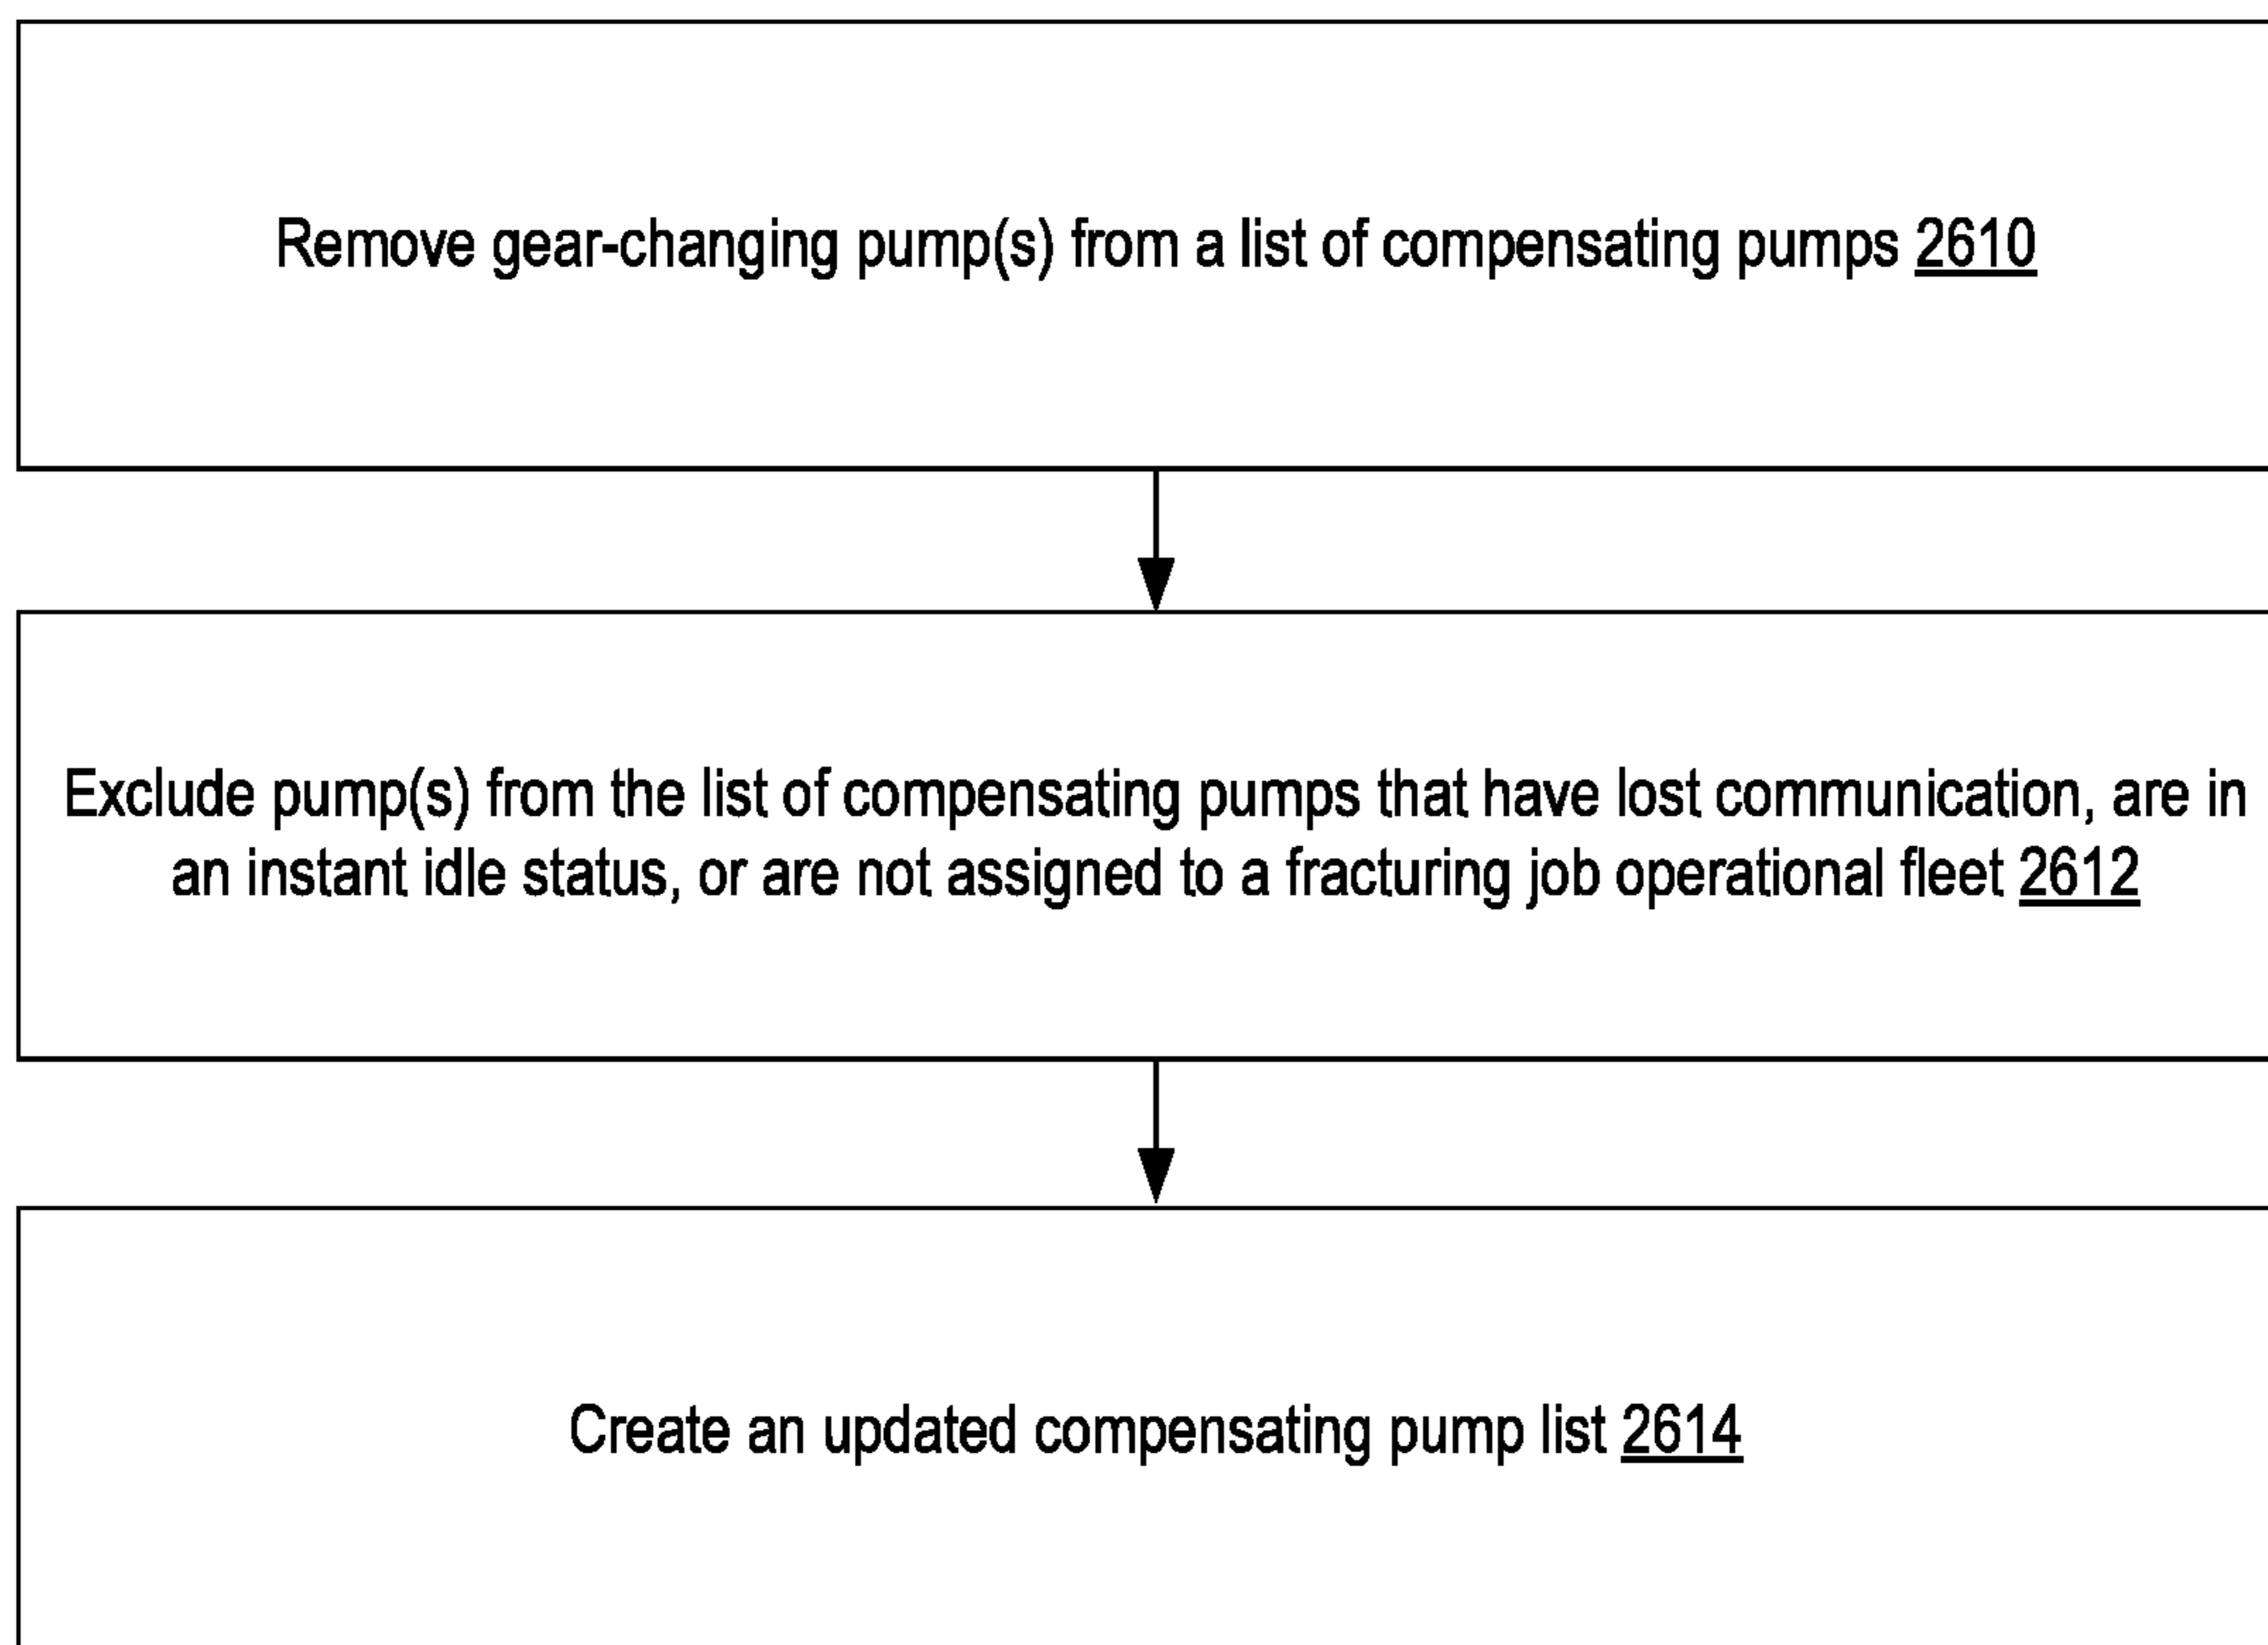 Remove gear-changing pump(s) from a list of compensating pumps 2610
Exclude pump(s) from the list of compensating pumps that have lost communication, are in
an instant idle status, or are not assigned to a fracturing job operational fleet 2612
Create an updated compensating pump list 2614